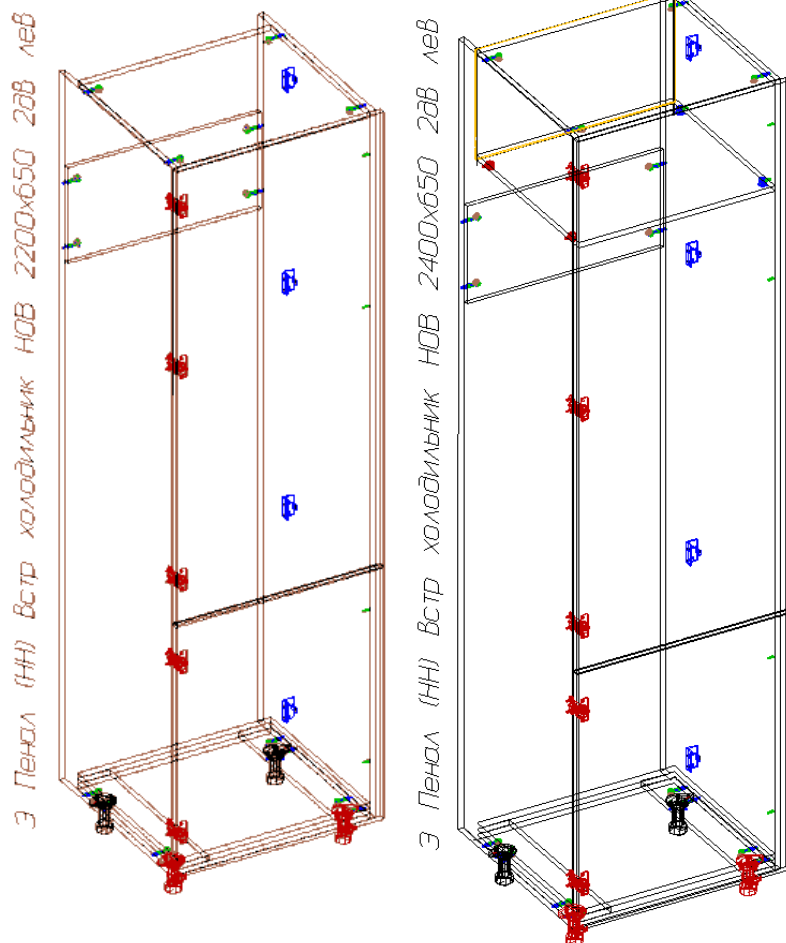 Э Пенал (НН) Встр холодильник НОВ 2200х650 2дВ леВ
Э Пенал (НН) Встр холодильник НОВ 2400х650 2дВ леВ